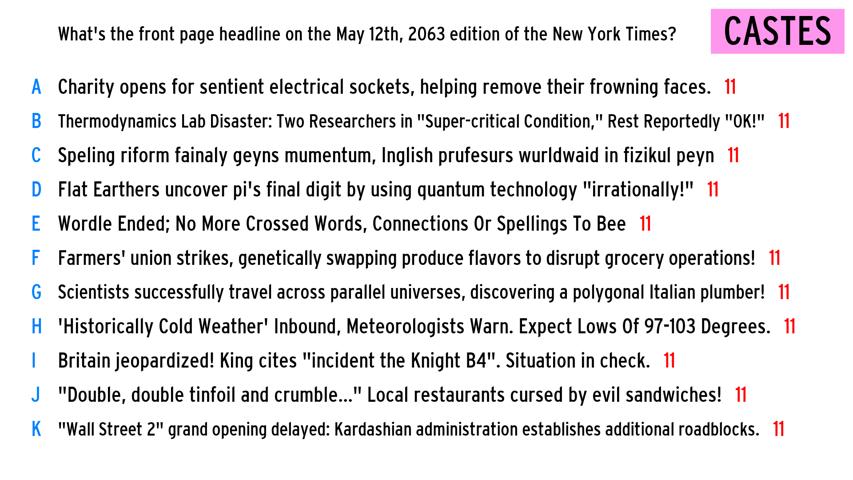 What's the front page headline on the May 12th, 2063 edition of the New York Times?
CASTES
A Charity opens for sentient electrical sockets, helping remove their frowning faces. 11
B Thermodynamics Lab Disaster: Two Researchers in "Super-critical Condition," Rest Reportedly "OK!" 11
C Speling riform fainaly geyns mumentum, Inglish prufesurs wurldwaid in fizikul peyn 11
D Flat Earthers uncover pi's final digit by using quantum technology "irrationally!" 11
E Wordle Ended; No More Crossed Words, Connections Or Spellings To Bee 11
F Farmers' union strikes, genetically swapping produce flavors to disrupt grocery operations! 11
G Scientists successfully travel across parallel universes, discovering a polygonal Italian plumber! 11
H 'Historically Cold Weather' Inbound, Meteorologists Warn. Expect Lows Of 97-103 Degrees. 11
I Britain jeopardized! King cites "incident the Knight B4". Situation in check. 11
J "Double, double tinfoil and crumble..." Local restaurants cursed by evil sandwiches! 11
K "Wall Street 2" grand opening delayed: Kardashian administration establishes additional roadblocks. 11